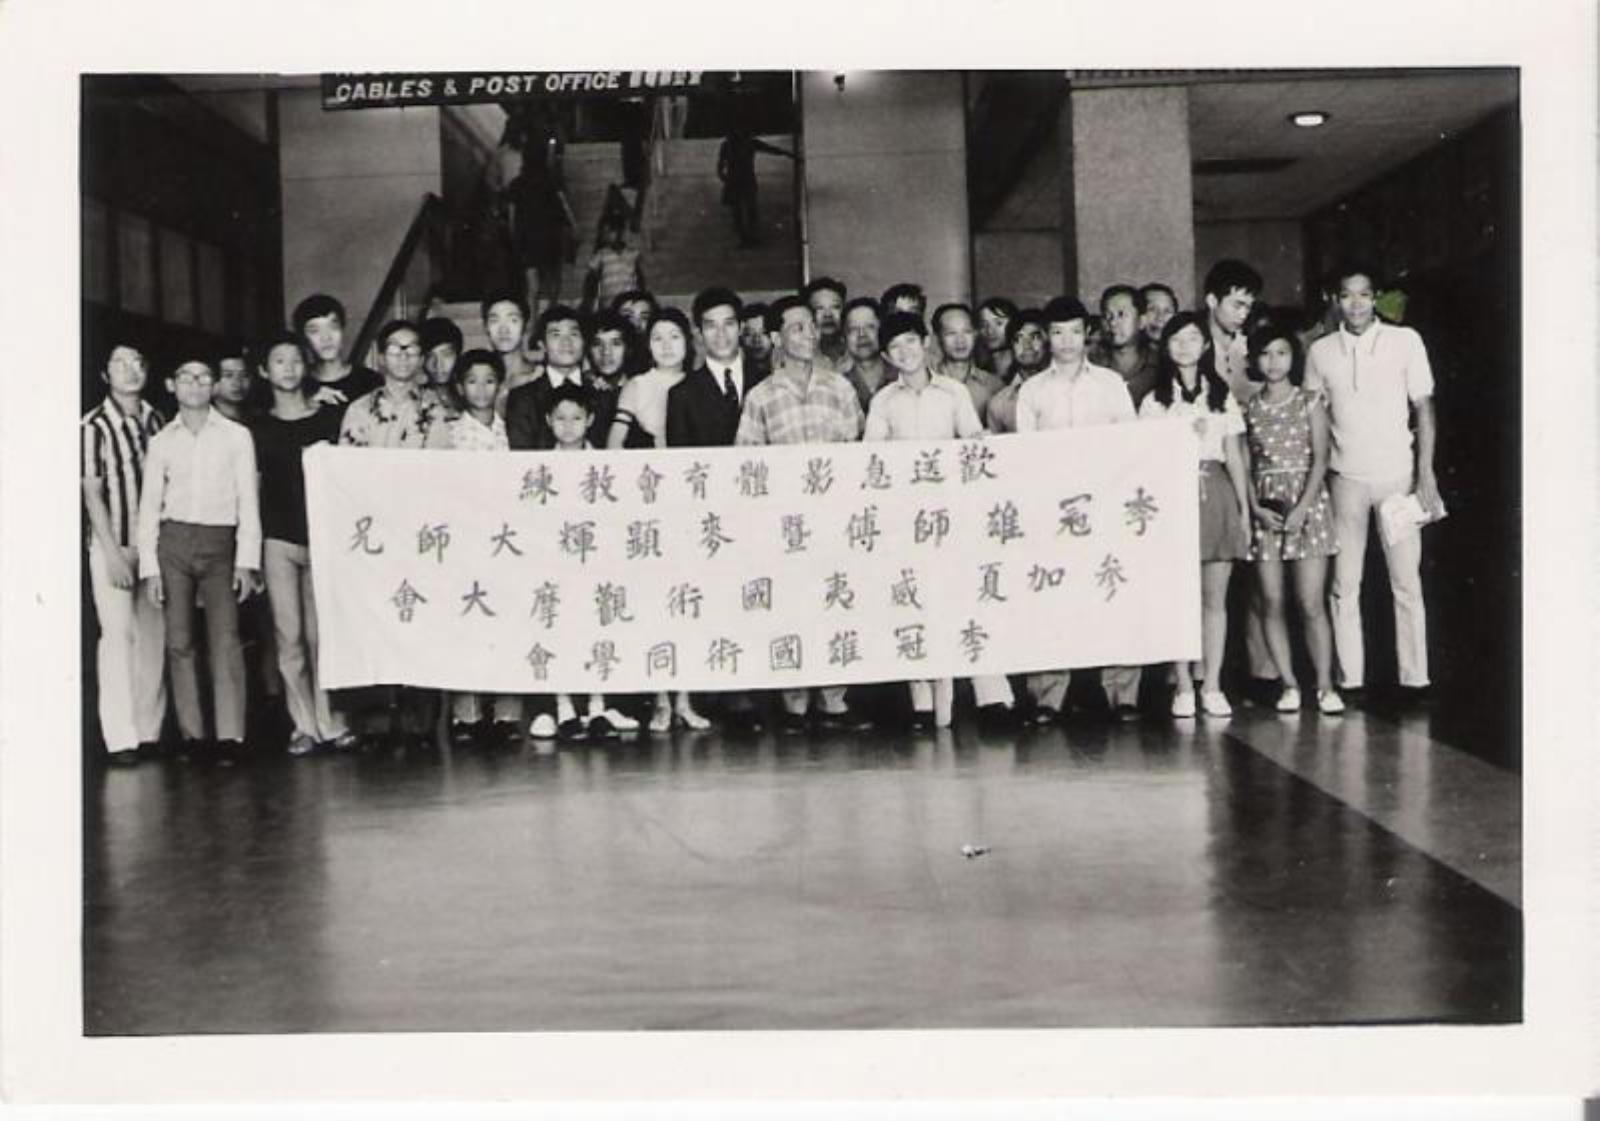 CABLES & POST OFFICE
歡送息影體育會教練
李冠雄師傅暨麥顯輝大師兄
參加夏威夷國術觀摩大會
李冠雄國術同學會